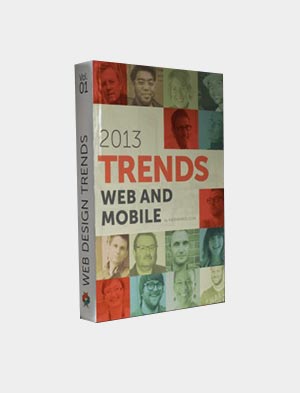 Vol.
01
WEB DESIGN TRENDS
2013
TRENDS
WEB AND
MOBILE